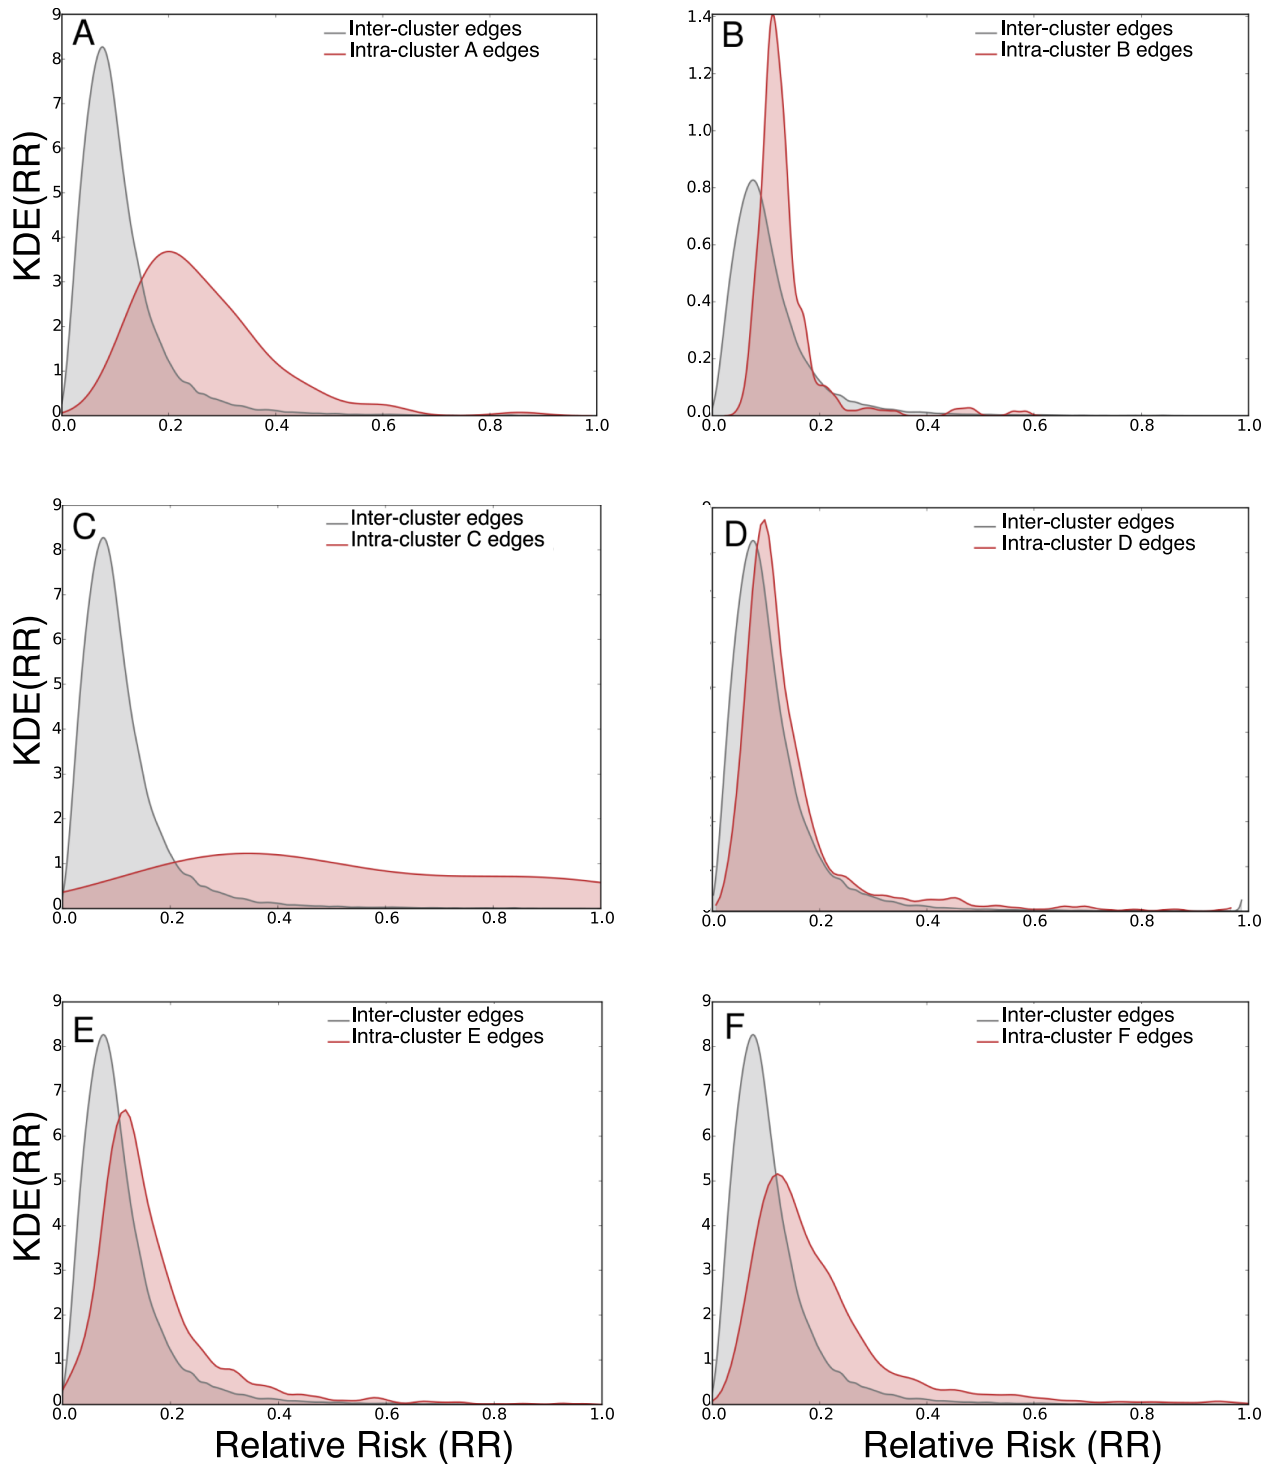 A
Inter-cluster edges
Intra-cluster A edges
KDE(RR)
9
8
7
6
5
4
3
2
1
0
0.0 0.2 0.4 0.6 0.8 1.0
B
Inter-cluster edges
Intra-cluster B edges
1.4
1.2
1.0
0.8
0.6
0.4
0.2
0.0
0.0 0.2 0.4 0.6 0.8 1.0
C
Inter-cluster edges
Intra-cluster C edges
KDE(RR)
9
8
7
6
5
4
3
2
1
0
0.0 0.2 0.4 0.6 0.8 1.0
D
Inter-cluster edges
Intra-cluster D edges
0.0 0.2 0.4 0.6 0.8 1.0
E
Inter-cluster edges
Intra-cluster E edges
KDE(RR)
9
8
7
6
5
4
3
2
1
0
0.0 0.2 0.4 0.6 0.8 1.0
Relative Risk (RR)
F
Inter-cluster edges
Intra-cluster F edges
9
8
7
6
5
4
3
2
1
0
0.0 0.2 0.4 0.6 0.8 1.0
Relative Risk (RR)